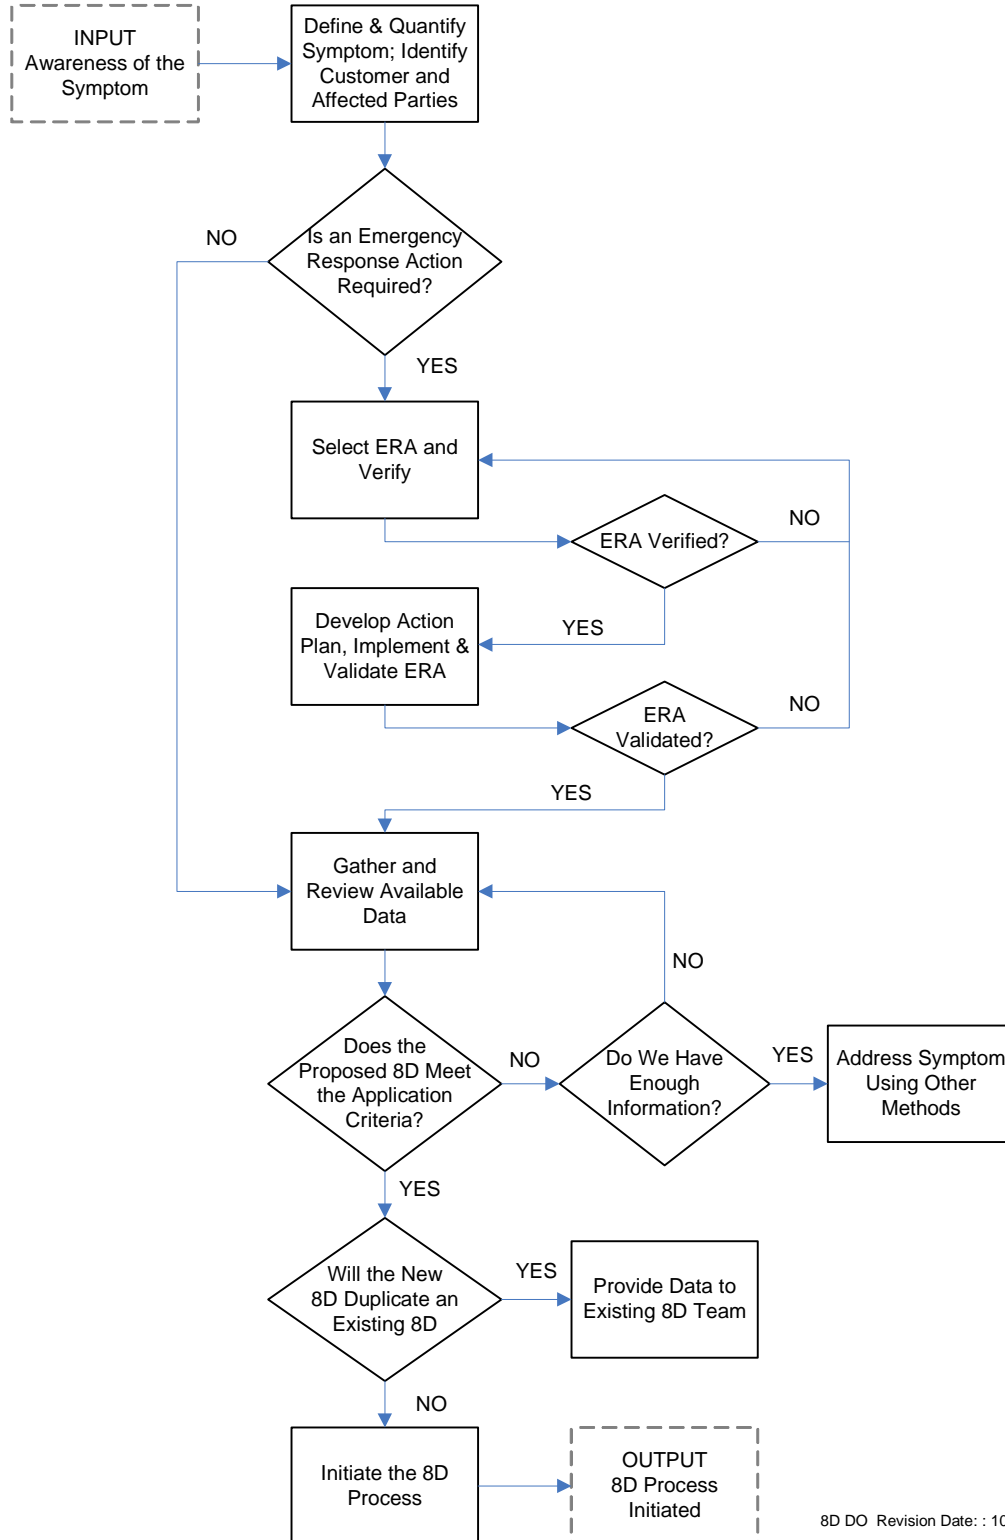 INPUT
Awareness of the
Symptom
Define & Quantify
Symptom; Identify
Customer and
Affected Parties
NO
Is an Emergency
Response Action
Required?
YES
Select ERA and
Verify
ERA Verified?
NO
Develop Action
Plan, Implement &
Validate ERA
YES
ERA
Validated?
NO
YES
Gather and
Review Available
Data
NO
Does the
Proposed 8D Meet
the Application
Criteria?
NO
Do We Have
Enough
Information?
YES
Address Symptom
Using Other
Methods
YES
Will the New
8D Duplicate an
Existing 8D
YES
Provide Data to
Existing 8D Team
NO
Initiate the 8D
Process
OUTPUT
8D Process
Initiated
8D DO Revision Date: : 10